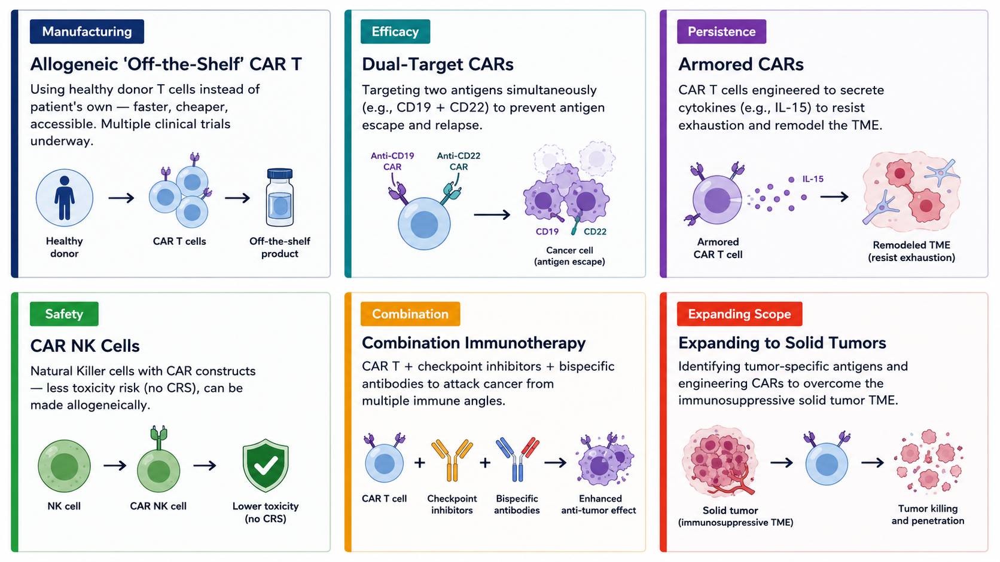 Manufacturing
Allogeneic ‘Off-the-Shelf’ CAR T
Using healthy donor T cells instead of
patient's own — faster, cheaper,
accessible. Multiple clinical trials
underway.
Healthy
donor
CAR T cells
Off-the-shelf
product
Efficacy
Dual-Target CARs
Targeting two antigens simultaneously
(e.g., CD19 + CD22) to prevent antigen
escape and relapse.
Anti-CD19
CAR
Anti-CD22
CAR
CD19
CD22
Cancer cell
(antigen escape)
Persistence
Armored CARs
CAR T cells engineered to secrete
cytokines (e.g., IL-15) to resist
exhaustion and remodel the TME.
IL-15
Armored
CAR T cell
Remodeled TME
(resist exhaustion)
Safety
CAR NK Cells
Natural Killer cells with CAR constructs
— less toxicity risk (no CRS), can be
made allogeneically.
NK cell
CAR NK cell
Lower toxicity
(no CRS)
Combination
Combination Immunotherapy
CAR T + checkpoint inhibitors + bispecific
antibodies to attack cancer from
multiple immune angles.
+
+
CAR T cell
Checkpoint
inhibitors
Bispecific
antibodies
Enhanced
anti-tumor effect
Expanding Scope
Expanding to Solid Tumors
Identifying tumor-specific antigens and
engineering CARs to overcome the
immunosuppressive solid tumor TME.
Solid tumor
(immunosuppressive TME)
Tumor killing
and penetration